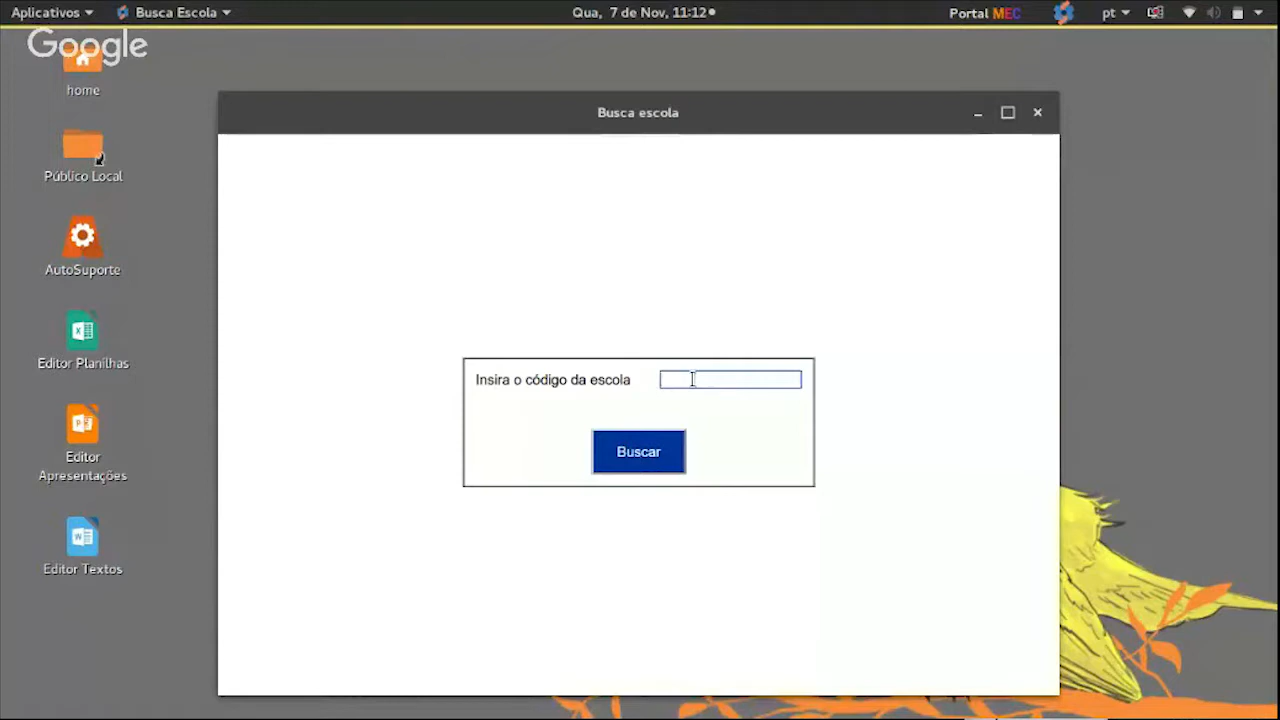 Aplicativos
Busca Escola
Qua, 7 de Nov, 11:12
Portal MEC
pt
Google
home
Público Local
AutoSuporte
Editor Planilhas
Editor
Apresentações
Editor Textos
Busca escola
Insira o código da escola
Buscar